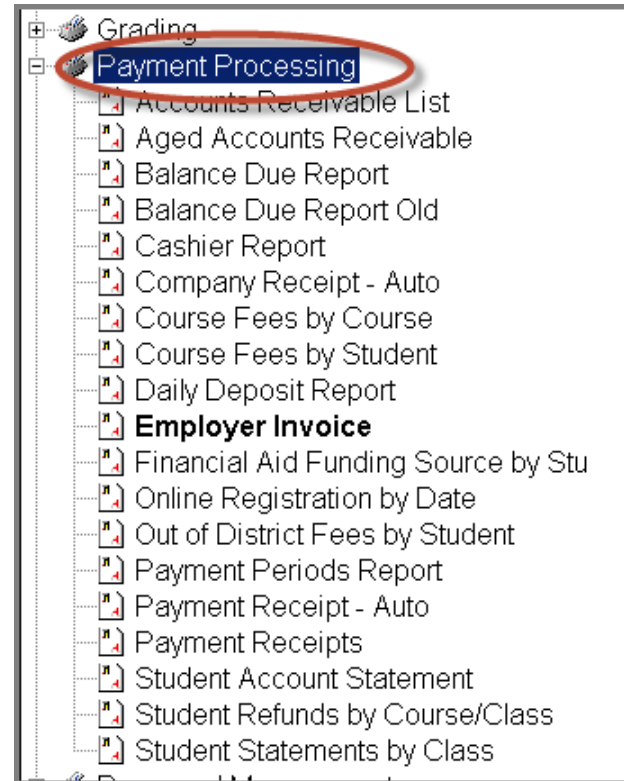 Grading
Payment Processing
Accounts Receivable List
Aged Accounts Receivable
Balance Due Report
Balance Due Report Old
Cashier Report
Company Receipt - Auto
Course Fees by Course
Course Fees by Student
Daily Deposit Report
Employer Invoice
Financial Aid Funding Source by Stu
Online Registration by Date
Out of District Fees by Student
Payment Periods Report
Payment Receipt - Auto
Payment Receipts
Student Account Statement
Student Refunds by Course/Class
Student Statements by Class